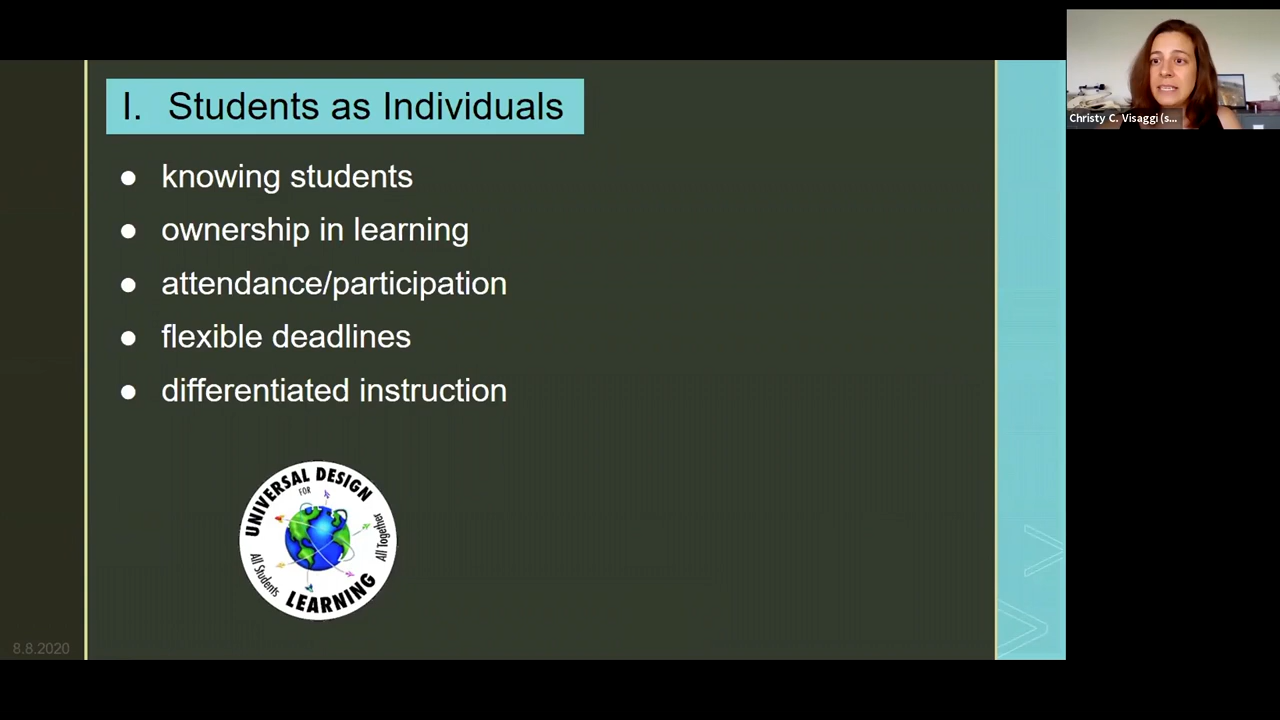 I. Students as Individuals
● knowing students
● ownership in learning
● attendance/participation
● flexible deadlines
● differentiated instruction
UNIVERSAL DESIGN
FOR
LEARNING
All Students
All Together
8.8.2020
Christy C. Visaggi (s...